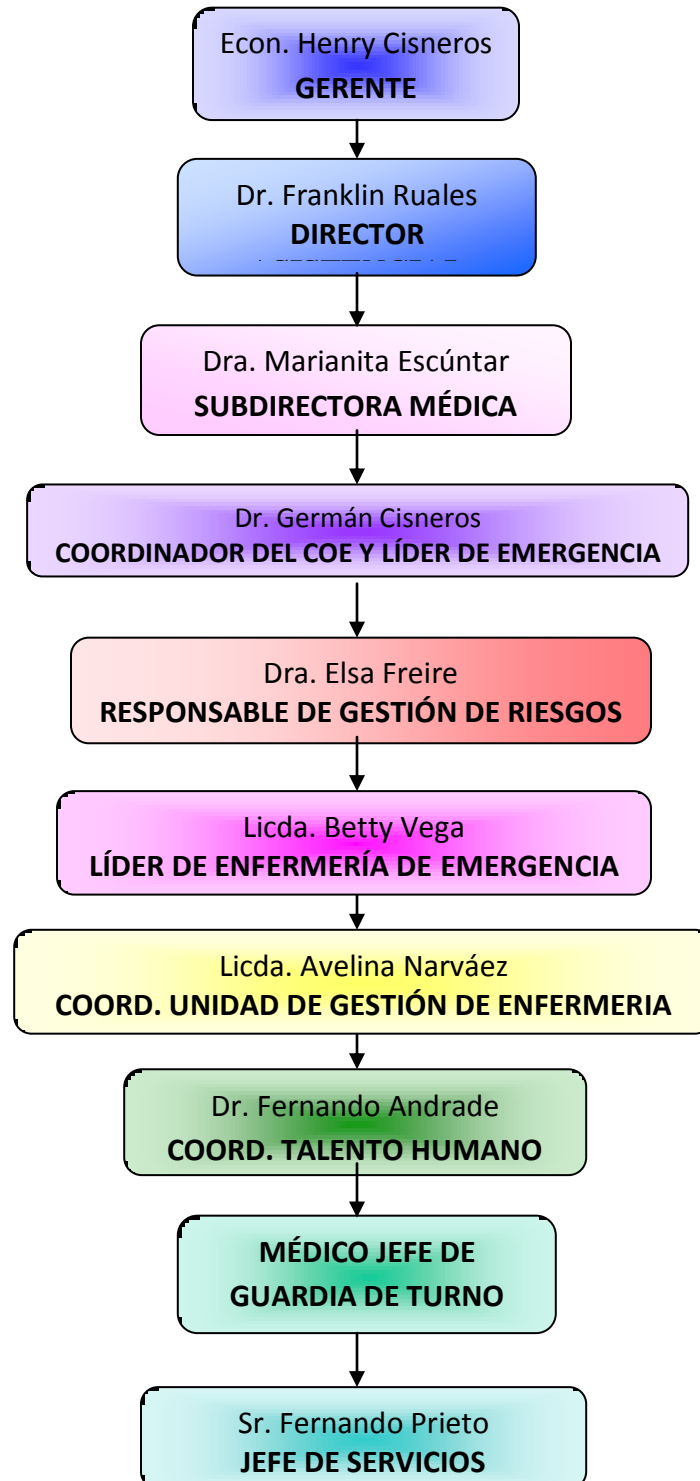 Econ. Henry Cisneros
GERENTE
Dr. Franklin Ruales
DIRECTOR
Dra. Marianita Escúntar
SUBDIRECTORA MÉDICA
Dr. Germán Cisneros
COORDINADOR DEL COE Y LÍDER DE EMERGENCIA
Dra. Elsa Freire
RESPONSABLE DE GESTIÓN DE RIESGOS
Licda. Betty Vega
LÍDER DE ENFERMERÍA DE EMERGENCIA
Licda. Avelina Narváez
COORD. UNIDAD DE GESTIÓN DE ENFERMERIA
Dr. Fernando Andrade
COORD. TALENTO HUMANO
MÉDICO JEFE DE
GUARDIA DE TURNO
Sr. Fernando Prieto
JEFE DE SERVICIOS